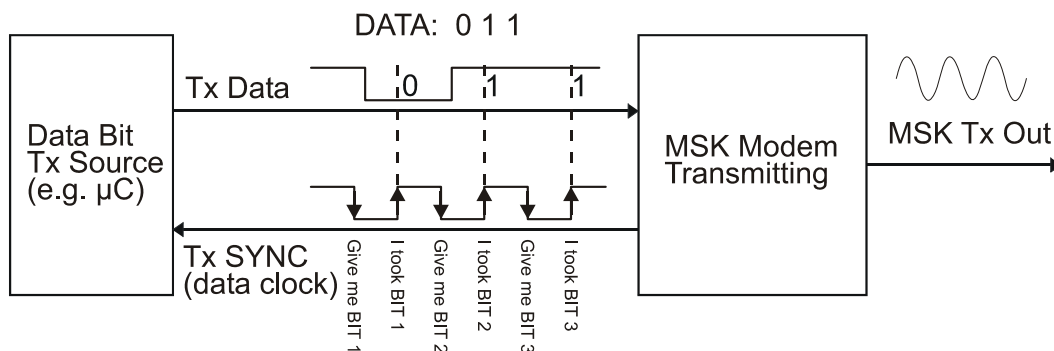 DATA: 0 1 1
Tx Data
0
1
1
Data Bit
Tx Source
(e.g. µC)
MSK Modem
Transmitting
MSK Tx Out
Tx SYNC
(data clock)
Give me BIT 1
I took BIT 1
Give me BIT 2
I took BIT 2
Give me BIT 3
I took BIT 3